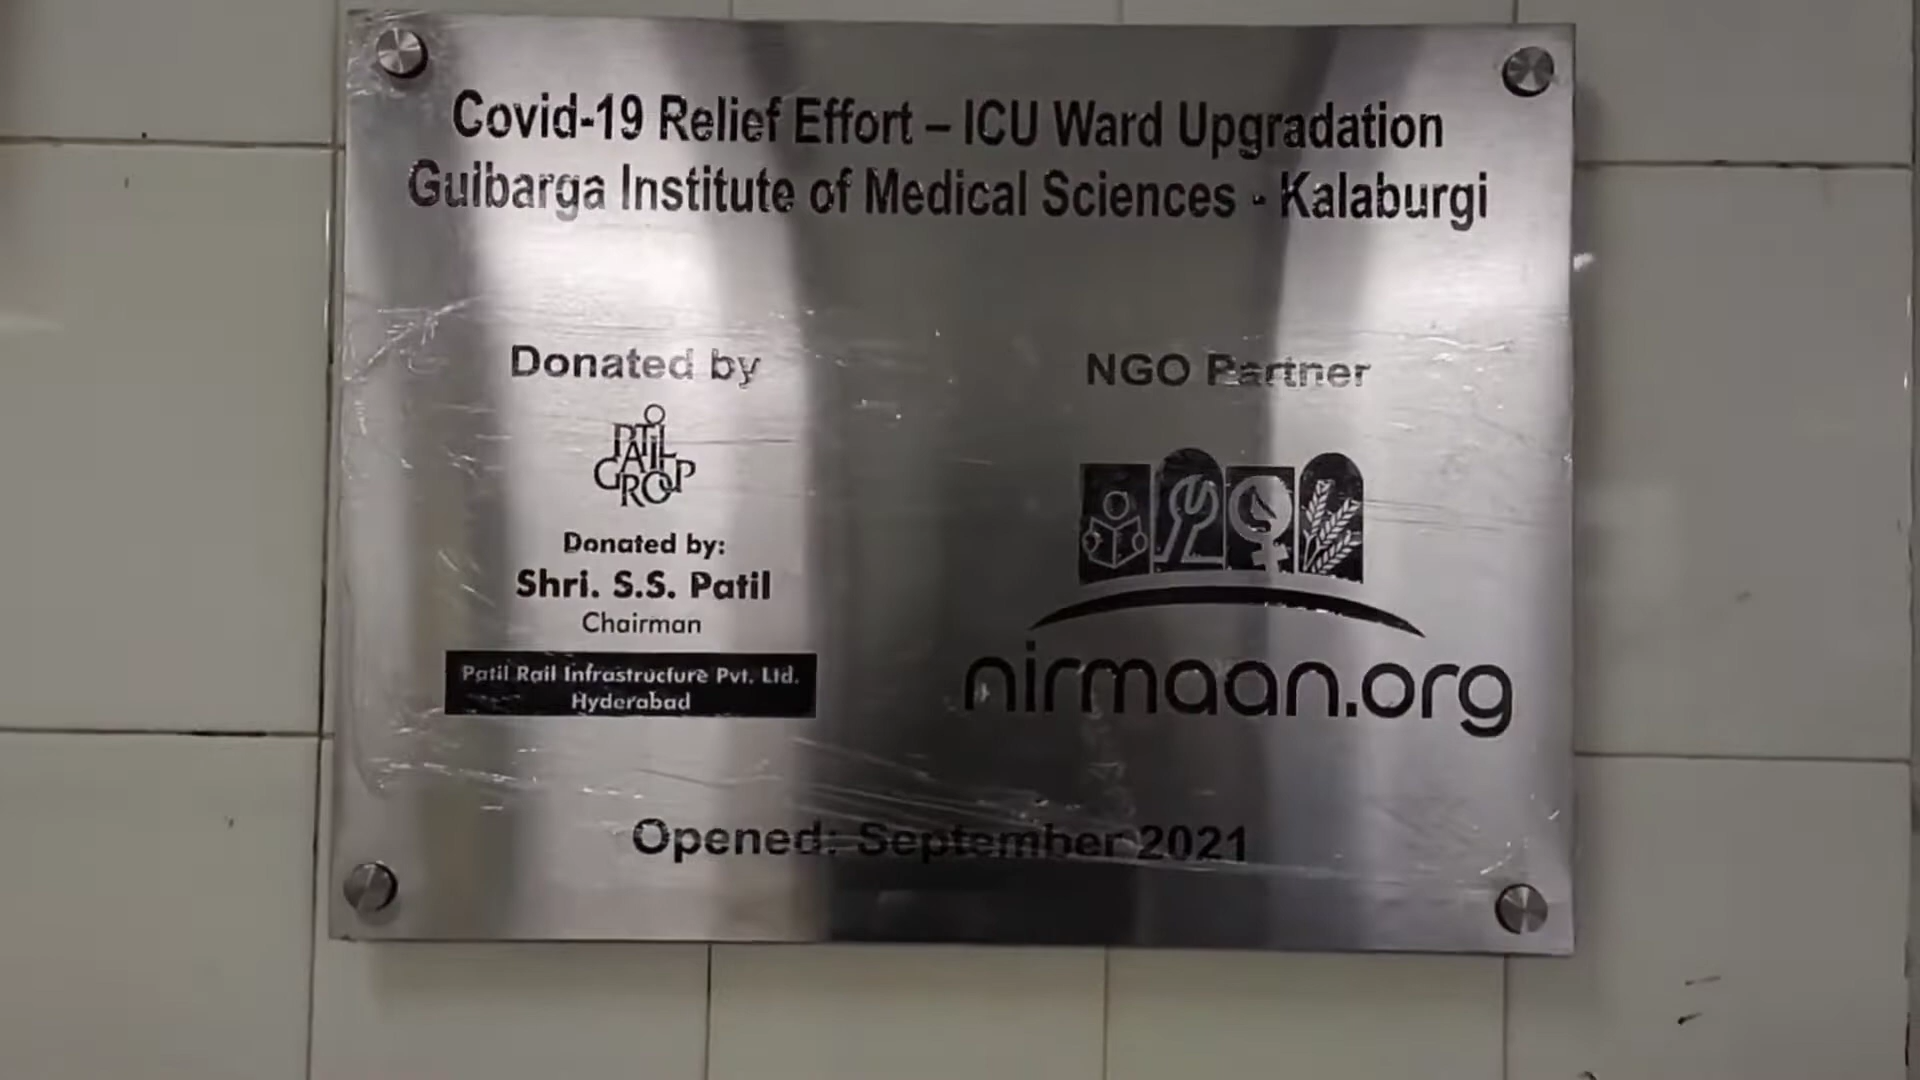 Covid-19 Relief Effort – ICU Ward Upgradation
Gulbarga Institute of Medical Sciences - Kalaburgi
Donated by
NGO Partner
PATIL
GROUP
Donated by:
Shri. S.S. Patil
Chairman
Patil Rail Infrastructure Pvt. Ltd.
Hyderabad
nirmaan.org
Opened: September 2021